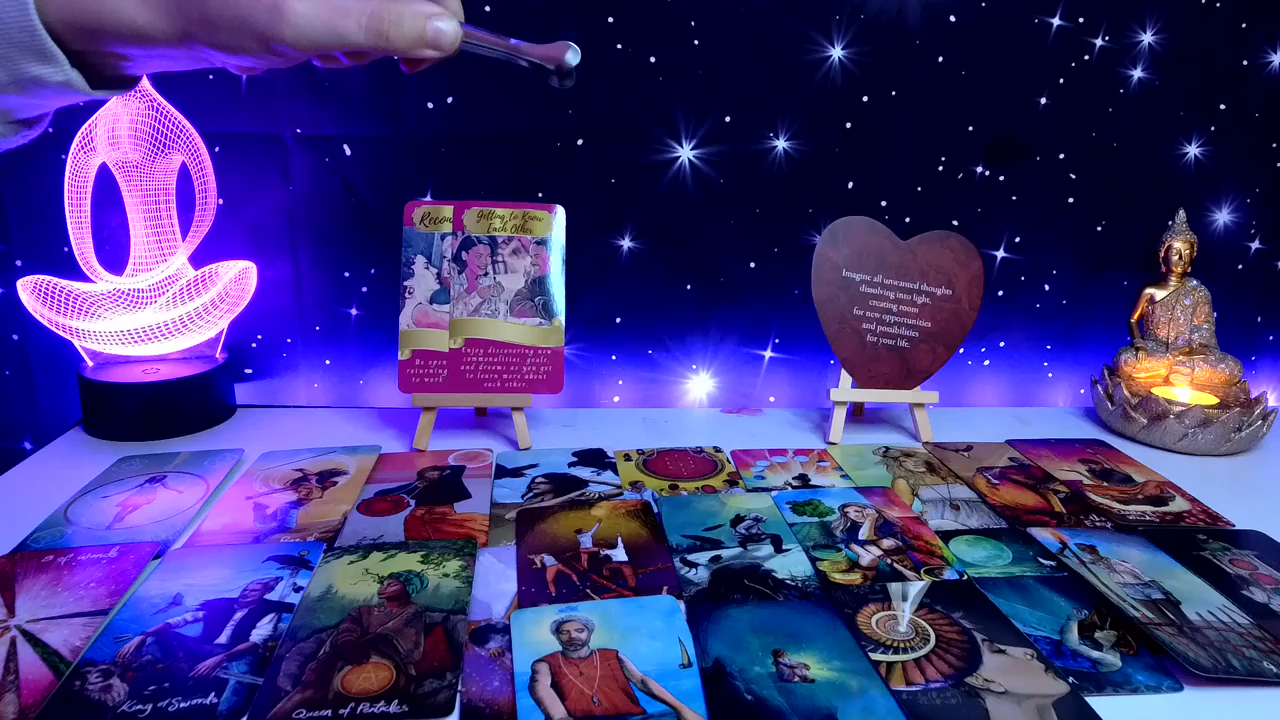 Recon
Getting to Know
Each Other
Be open
returning
to work
Enjoy discovering new
commonalities, goals,
and dreams as you get
to learn more about
each other.
Imagine all unwanted thoughts
dissolving into light,
creating room
for new opportunities
and possibilities
for your life.
8 of wands
King of Swords
Queen of Pentacles